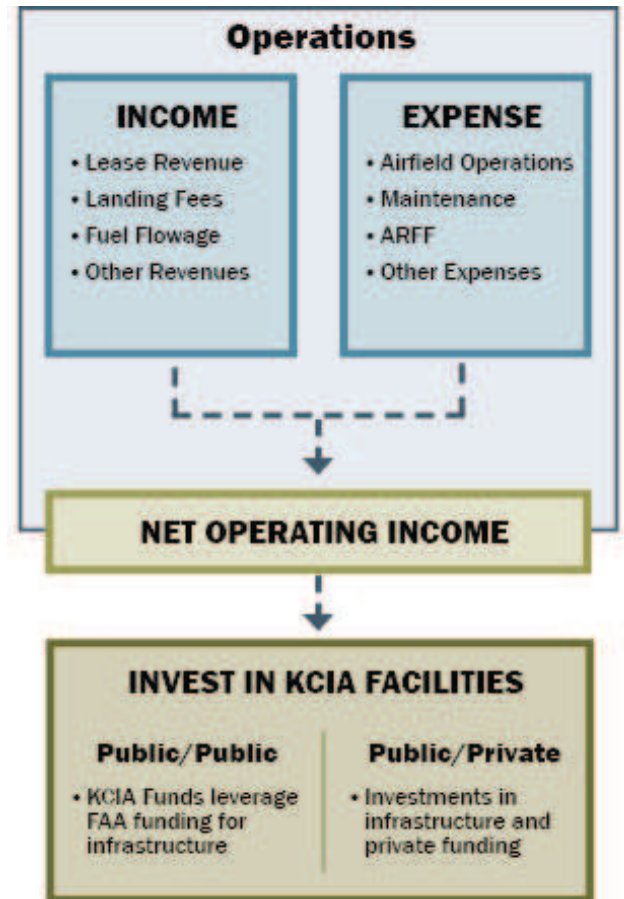 Operations
INCOME
• Lease Revenue
• Landing Fees
• Fuel Flowage
• Other Revenues
EXPENSE
• Airfield Operations
• Maintenance
• ARFF
• Other Expenses
NET OPERATING INCOME
INVEST IN KCIA FACILITIES
Public/Public
• KCIA Funds leverage
FAA funding for
infrastructure
Public/Private
• Investments in
infrastructure and
private funding